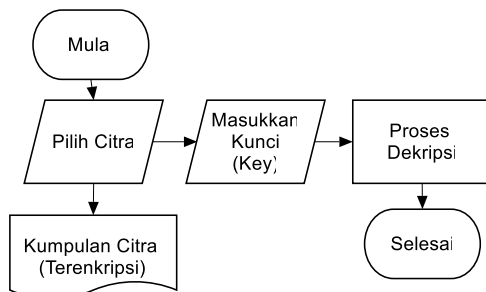 Mula
Pilih Citra
Masukkan
Kunci
(Key)
Proses
Dekripsi
Kumpulan Citra
(Terenkripsi)
Selesai